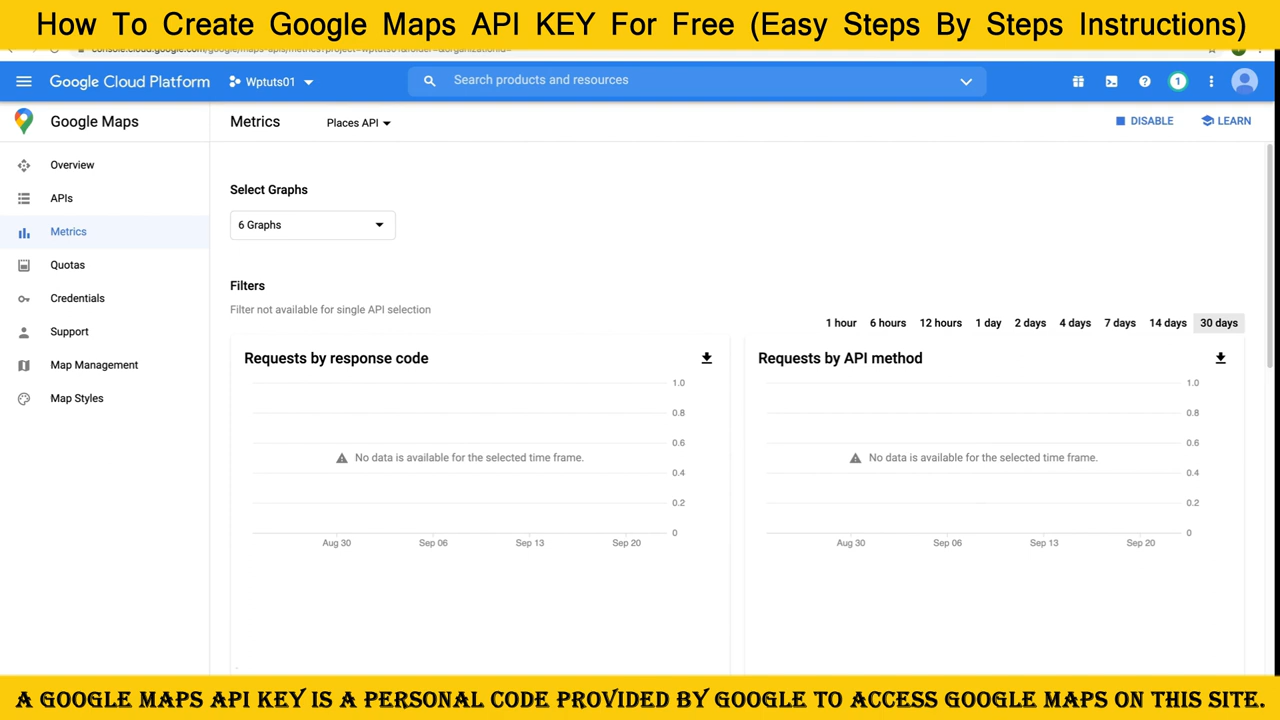 How To Create Google Maps API KEY For Free (Easy Steps By Steps Instructions)
Google Cloud Platform
Wptuts01
Search products and resources
1
Google Maps
Metrics
Places API
DISABLE
LEARN
Overview
APIs
Metrics
Quotas
Credentials
Support
Map Management
Map Styles
Select Graphs
6 Graphs
Filters
Filter not available for single API selection
1 hour 6 hours 12 hours 1 day 2 days 4 days 7 days 14 days 30 days
Requests by response code
1.0
0.8
0.6
No data is available for the selected time frame.
0.4
0.2
0
Aug 30 Sep 06 Sep 13 Sep 20
Requests by API method
1.0
0.8
0.6
No data is available for the selected time frame.
0.4
0.2
0
Aug 30 Sep 06 Sep 13 Sep 20
A GOOGLE MAPS API KEY IS A PERSONAL CODE PROVIDED BY GOOGLE TO ACCESS GOOGLE MAPS ON THIS SITE.